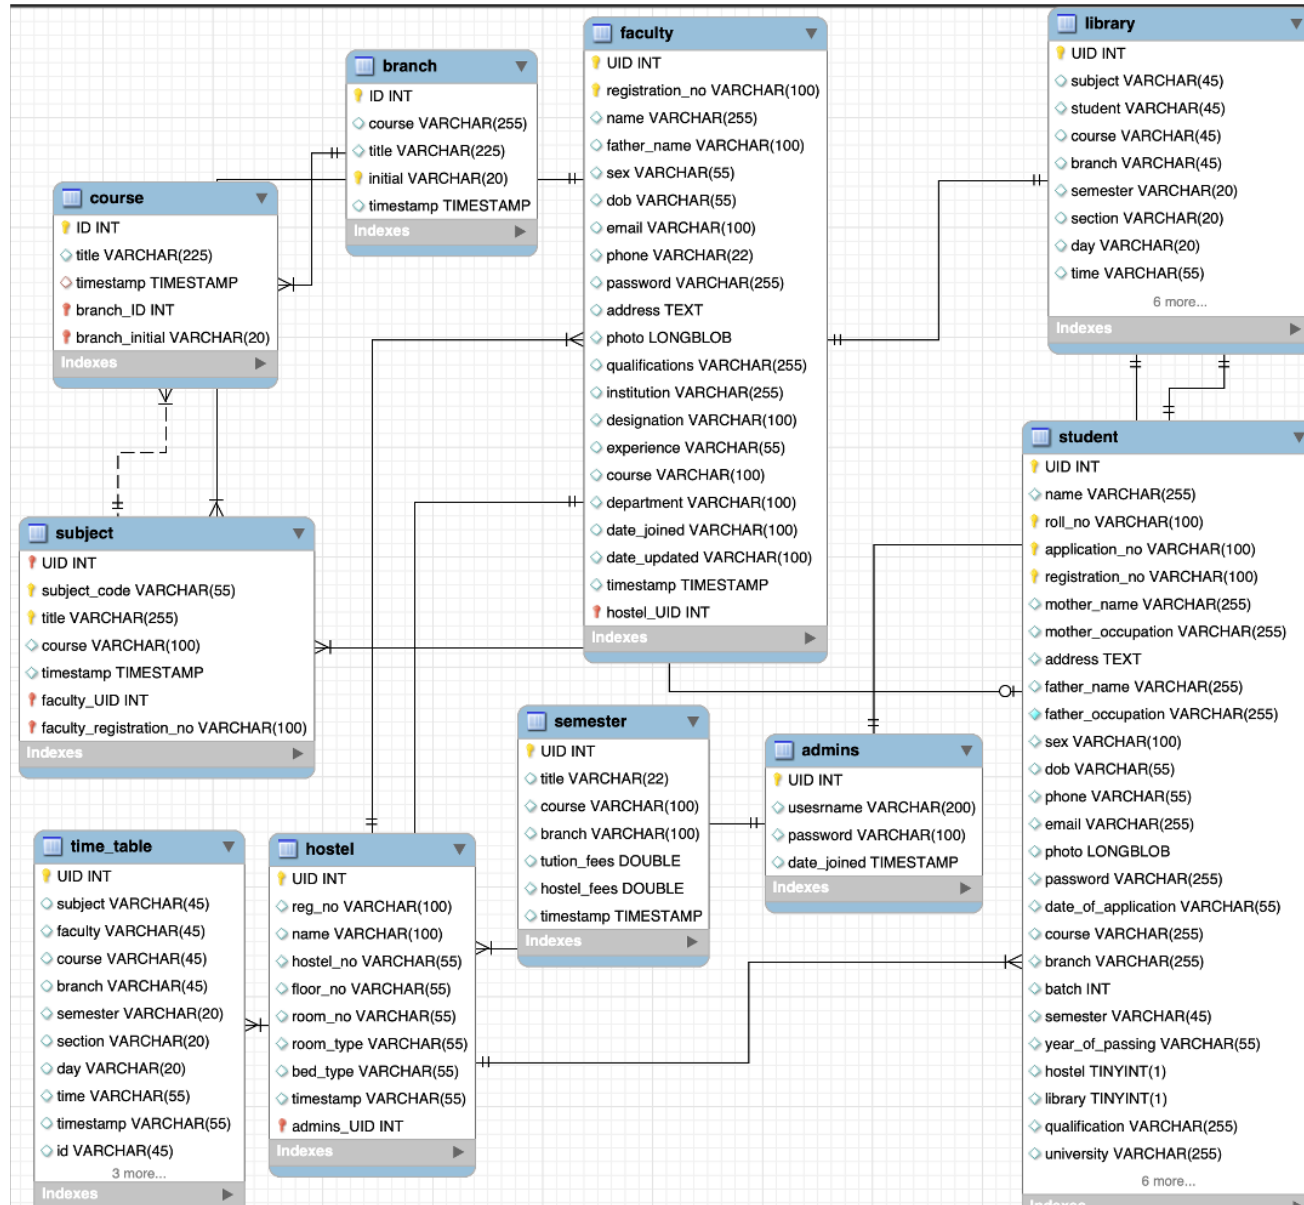 branch
ID INT
course VARCHAR(255)
title VARCHAR(225)
initial VARCHAR(20)
timestamp TIMESTAMP
Indexes
faculty
UID INT
registration_no VARCHAR(100)
name VARCHAR(255)
father_name VARCHAR(100)
sex VARCHAR(55)
dob VARCHAR(55)
email VARCHAR(100)
phone VARCHAR(22)
password VARCHAR(255)
address TEXT
photo LONGBLOB
qualifications VARCHAR(255)
institution VARCHAR(255)
designation VARCHAR(100)
experience VARCHAR(55)
course VARCHAR(100)
department VARCHAR(100)
date_joined VARCHAR(100)
date_updated VARCHAR(100)
timestamp TIMESTAMP
hostel_UID INT
Indexes
library
UID INT
subject VARCHAR(45)
student VARCHAR(45)
course VARCHAR(45)
branch VARCHAR(45)
semester VARCHAR(20)
section VARCHAR(20)
day VARCHAR(20)
time VARCHAR(55)
6 more...
Indexes
course
ID INT
title VARCHAR(225)
timestamp TIMESTAMP
branch_ID INT
branch_initial VARCHAR(20)
Indexes
subject
UID INT
subject_code VARCHAR(55)
title VARCHAR(255)
course VARCHAR(100)
timestamp TIMESTAMP
faculty_UID INT
faculty_registration_no VARCHAR(100)
Indexes
student
UID INT
name VARCHAR(255)
roll_no VARCHAR(100)
application_no VARCHAR(100)
registration_no VARCHAR(100)
mother_name VARCHAR(255)
mother_occupation VARCHAR(255)
address TEXT
father_name VARCHAR(255)
father_occupation VARCHAR(255)
sex VARCHAR(100)
dob VARCHAR(55)
phone VARCHAR(55)
email VARCHAR(255)
photo LONGBLOB
password VARCHAR(255)
date_of_application VARCHAR(55)
course VARCHAR(255)
branch VARCHAR(255)
batch INT
semester VARCHAR(45)
year_of_passing VARCHAR(55)
hostel TINYINT(1)
library TINYINT(1)
qualification VARCHAR(255)
university VARCHAR(255)
6 more...
Indexes
semester
UID INT
title VARCHAR(22)
course VARCHAR(100)
branch VARCHAR(100)
tution_fees DOUBLE
hostel_fees DOUBLE
timestamp TIMESTAMP
Indexes
admins
UID INT
usesrname VARCHAR(200)
password VARCHAR(100)
date_joined TIMESTAMP
Indexes
time_table
UID INT
subject VARCHAR(45)
faculty VARCHAR(45)
course VARCHAR(45)
branch VARCHAR(45)
semester VARCHAR(20)
section VARCHAR(20)
day VARCHAR(20)
time VARCHAR(55)
timestamp VARCHAR(55)
id VARCHAR(45)
3 more...
Indexes
hostel
UID INT
reg_no VARCHAR(100)
name VARCHAR(100)
hostel_no VARCHAR(55)
floor_no VARCHAR(55)
room_no VARCHAR(55)
room_type VARCHAR(55)
bed_type VARCHAR(55)
timestamp VARCHAR(55)
admins_UID INT
Indexes